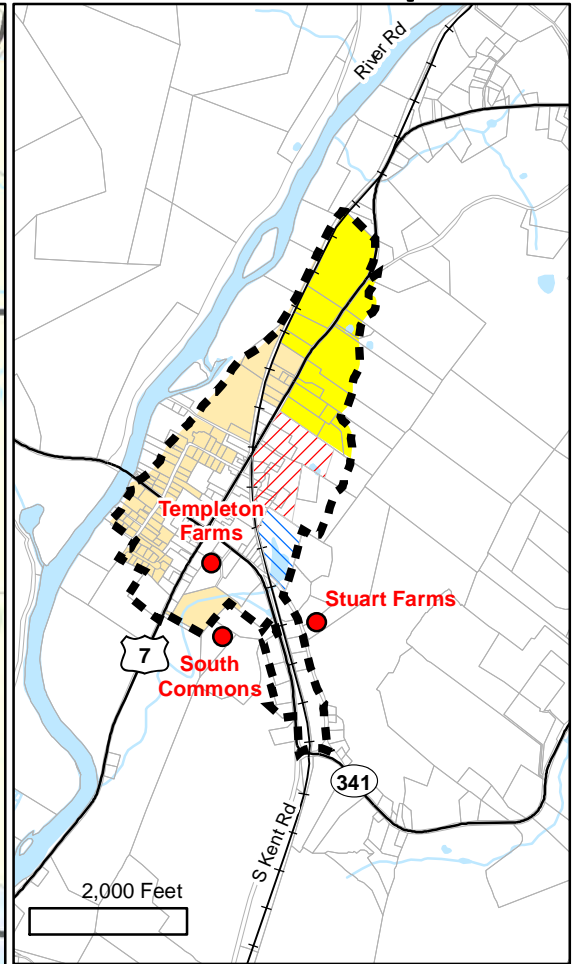 River Rd
Templeton
Farms
Stuart Farms
7
South
Commons
341
S Kent Rd
2,000 Feet